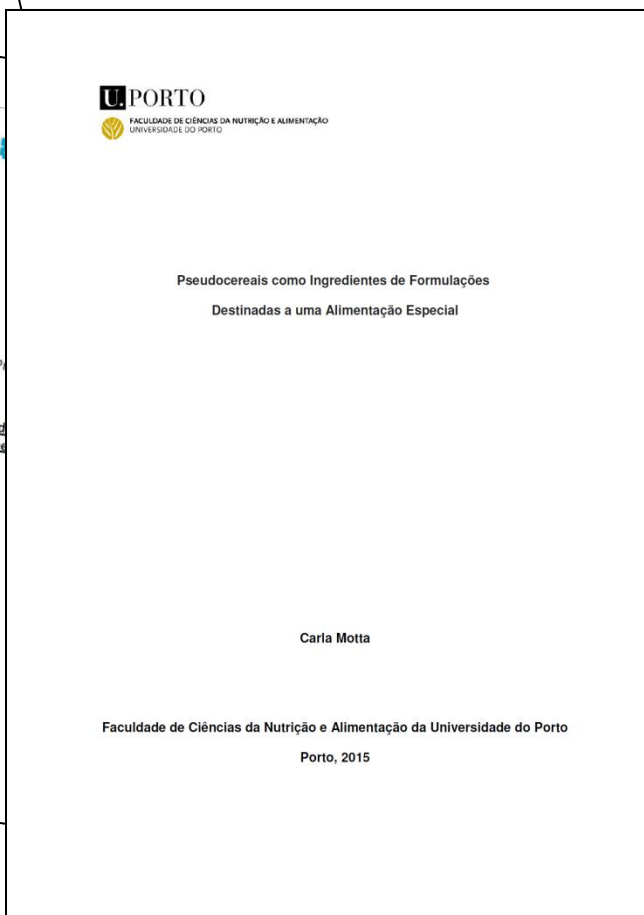 U. PORTO
FACULDADE DE CIÊNCIAS DA NUTRIÇÃO E ALIMENTAÇÃO
UNIVERSIDADE DO PORTO
Pseudocereais como Ingredientes de Formulações
Destinadas a uma Alimentação Especial
Carla Motta
Faculdade de Ciências da Nutrição e Alimentação da Universidade do Porto
Porto, 2015